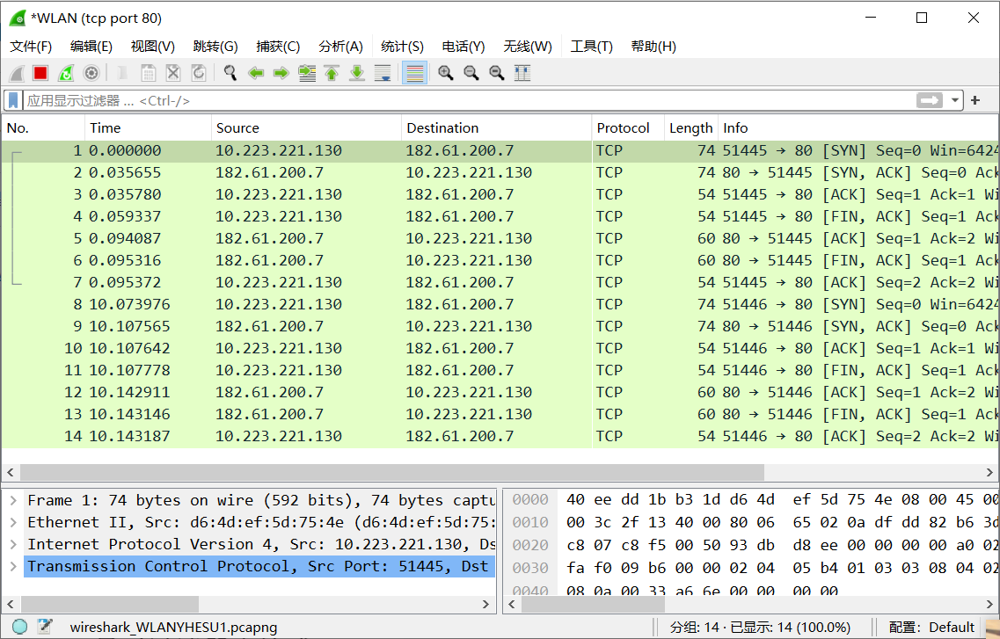 *WLAN (tcp port 80)
文件(F) 编辑(E) 视图(V) 跳转(G) 捕获(C) 分析(A) 统计(S) 电话(Y) 无线(W) 工具(T) 帮助(H)
应用显示过滤器 … <Ctrl-/>
No. Time Source Destination Protocol Length Info
1 0.000000 10.223.221.130 182.61.200.7 TCP 74 51445 → 80 [SYN] Seq=0 Win=6424
2 0.035655 182.61.200.7 10.223.221.130 TCP 74 80 → 51445 [SYN, ACK] Seq=0 Ack
3 0.035780 10.223.221.130 182.61.200.7 TCP 54 51445 → 80 [ACK] Seq=1 Ack=1 Wi
4 0.059337 10.223.221.130 182.61.200.7 TCP 54 51445 → 80 [FIN, ACK] Seq=1 Ack
5 0.094087 182.61.200.7 10.223.221.130 TCP 60 80 → 51445 [ACK] Seq=1 Ack=2 Wi
6 0.095316 182.61.200.7 10.223.221.130 TCP 60 80 → 51445 [FIN, ACK] Seq=1 Ack
7 0.095372 10.223.221.130 182.61.200.7 TCP 54 51445 → 80 [ACK] Seq=2 Ack=2 Wi
8 10.073976 10.223.221.130 182.61.200.7 TCP 74 51446 → 80 [SYN] Seq=0 Win=6424
9 10.107565 182.61.200.7 10.223.221.130 TCP 74 80 → 51446 [SYN, ACK] Seq=0 Ack
10 10.107642 10.223.221.130 182.61.200.7 TCP 54 51446 → 80 [ACK] Seq=1 Ack=1 Wi
11 10.107778 10.223.221.130 182.61.200.7 TCP 54 51446 → 80 [FIN, ACK] Seq=1 Ack
12 10.142911 182.61.200.7 10.223.221.130 TCP 60 80 → 51446 [ACK] Seq=1 Ack=2 Wi
13 10.143146 182.61.200.7 10.223.221.130 TCP 60 80 → 51446 [FIN, ACK] Seq=1 Ack
14 10.143187 10.223.221.130 182.61.200.7 TCP 54 51446 → 80 [ACK] Seq=2 Ack=2 Wi
Frame 1: 74 bytes on wire (592 bits), 74 bytes captu
Ethernet II, Src: d6:4d:ef:5d:75:4e (d6:4d:ef:5d:75:
Internet Protocol Version 4, Src: 10.223.221.130, Ds
Transmission Control Protocol, Src Port: 51445, Dst
0000 40 ee dd 1b b3 1d d6 4d ef 5d 75 4e 08 00 45 00
0010 00 3c 2f 13 40 00 80 06 65 02 0a df dd 82 b6 3d
0020 c8 07 c8 f5 00 50 93 db d8 ee 00 00 00 00 a0 02
0030 fa f0 09 b6 00 00 02 04 05 b4 01 03 03 08 04 02
0040 08 0a 00 33 a6 6e 00 00 00 00
wireshark_WLANYHESU1.pcapng 分组: 14 · 已显示: 14 (100.0%) 配置: Default